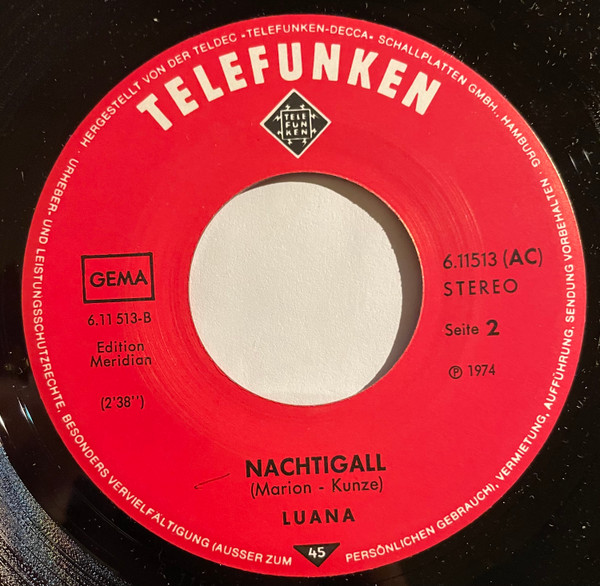 HERGESTELLT VON DER TELDEC «TELEFUNKEN-DECCA» SCHALLPLATTEN GMBH., HAMBURG · URHEBER- UND LEISTUNGSSCHUTZRECHTE. BESONDERS VERVIELFÄLTIGUNG (AUSSER ZUM PERSÖNLICHEN GEBRAUCH), VERMIETUNG, AUFFÜHRUNG, SENDUNG VORBEHALTEN ·
TELEFUNKEN
TELE
FUN
KEN
GEMA
6.11 513-B
Edition
Meridian
(2'38'')
6.11513 (AC)
STEREO
Seite 2
Ⓟ 1974
NACHTIGALL
(Marion - Kunze)
LUANA
45